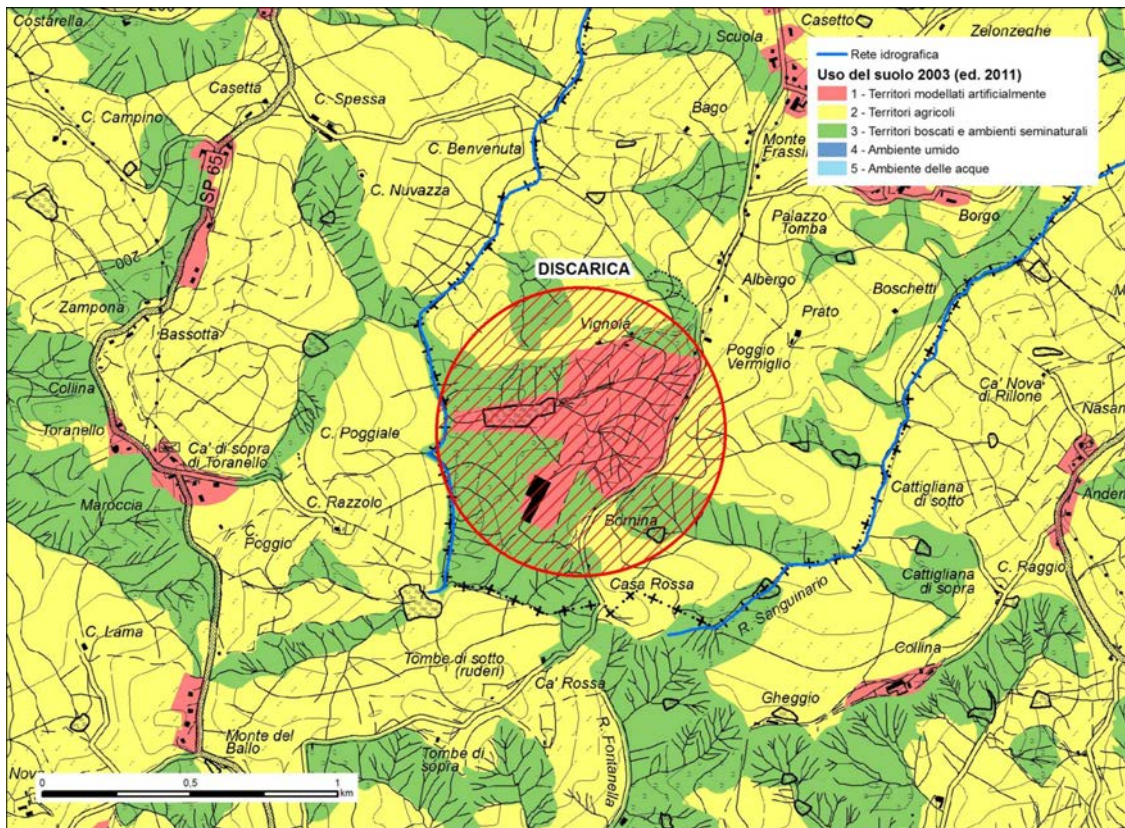 200
Costarella
Casetta
C. Spessa
C. Campino
C. Benvenuta
C. Nuvazza
SP 65
200
Zampona
Bassotta
Collina
Toranello
Ca' di sopra
di Toranello
Maroccia
C. Poggiale
C. Razzolo
C.
Poggio
C. Lama
Monte del
Ballo
Nov
Scuola
Casetto
Zelonzeghe
Bago
Monte
Frassi
Rete idrografica
Uso del suolo 2003 (ed. 2011)
1 - Territori modellati artificialmente
2 - Territori agricoli
3 - Territori boscati e ambienti seminaturali
4 - Ambiente umido
5 - Ambiente delle acque
Palazzo
Tomba
Borgo
Albergo
Boschetti
Prato
DISCARICA
Vignola
Poggio
Vermiglio
Ca' Nova
di Rillone
Nasan
M
Bornina
Cattigliana
di sotto
Casa Rossa
R. Sanguinario
Cattigliana
di sopra
C. Raggio
Collina
Gheggio
Tombe di sotto
(ruderi)
Ca' Rossa
Tombe di
sopra
R. Fontanella
0
0,5
1
km